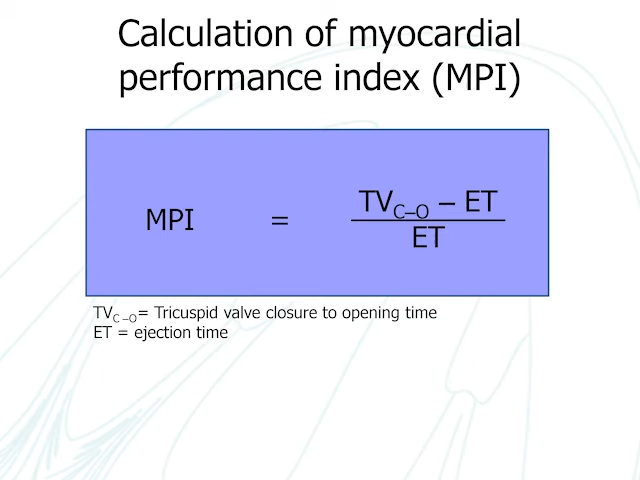 Calculation of myocardial
performance index (MPI)
MPI = TVC–O – ET
ET
TVC –O= Tricuspid valve closure to opening time
ET = ejection time